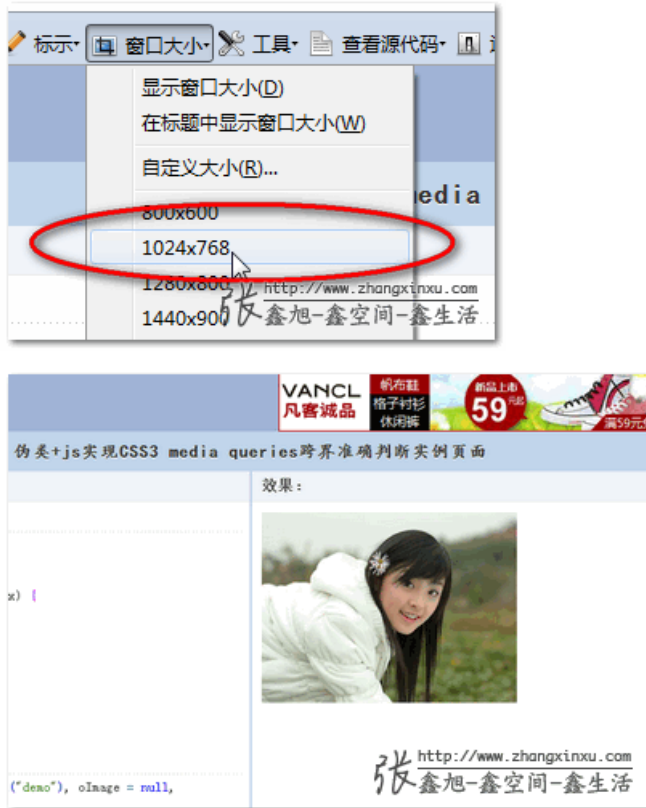 标示 窗口大小 工具 查看源代码
显示窗口大小(D)
在标题中显示窗口大小(W)
自定义大小(R)...
edia
800x600
1024x768
1280x800
http://www.zhangxinxu.com
1440x900
张 鑫旭-鑫空间-鑫生活
VANCL
凡客诚品
帆布鞋
格子衬衫
休闲裤
新品上市
59元起
满59元
伪类+js实现CSS3 media queries跨界准确判断实例页面
效果：
x) {
http://www.zhangxinxu.com
张 鑫旭-鑫空间-鑫生活
("demo"), oImage = null,